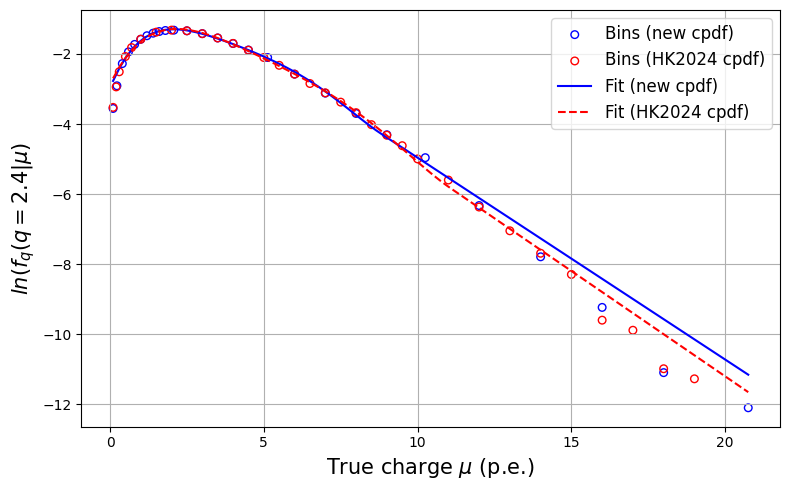 Bins (new cpdf)
Bins (HK2024 cpdf)
Fit (new cpdf)
Fit (HK2024 cpdf)
−2
−4
−6
−8
−10
−12
ln(f_q(q = 2.4|μ)
0 5 10 15 20
True charge μ (p.e.)